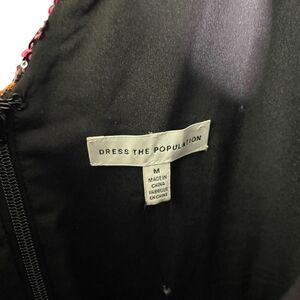 DRESS THE POPULATION
M
MADE IN
CHINA
FABRIQUÉ
EN CHINE